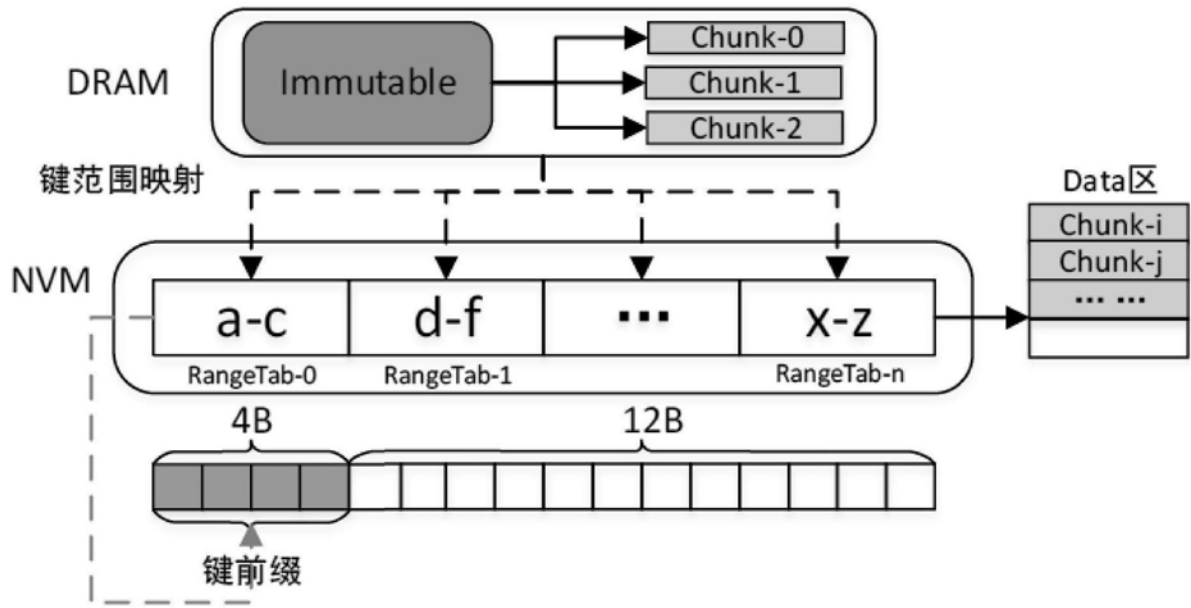 DRAM
Immutable
Chunk-0
Chunk-1
Chunk-2
键范围映射
Data区
Chunk-i
Chunk-j
... ...
NVM
a-c
d-f
...
x-z
RangeTab-0
RangeTab-1
RangeTab-n
4B
12B
键前缀